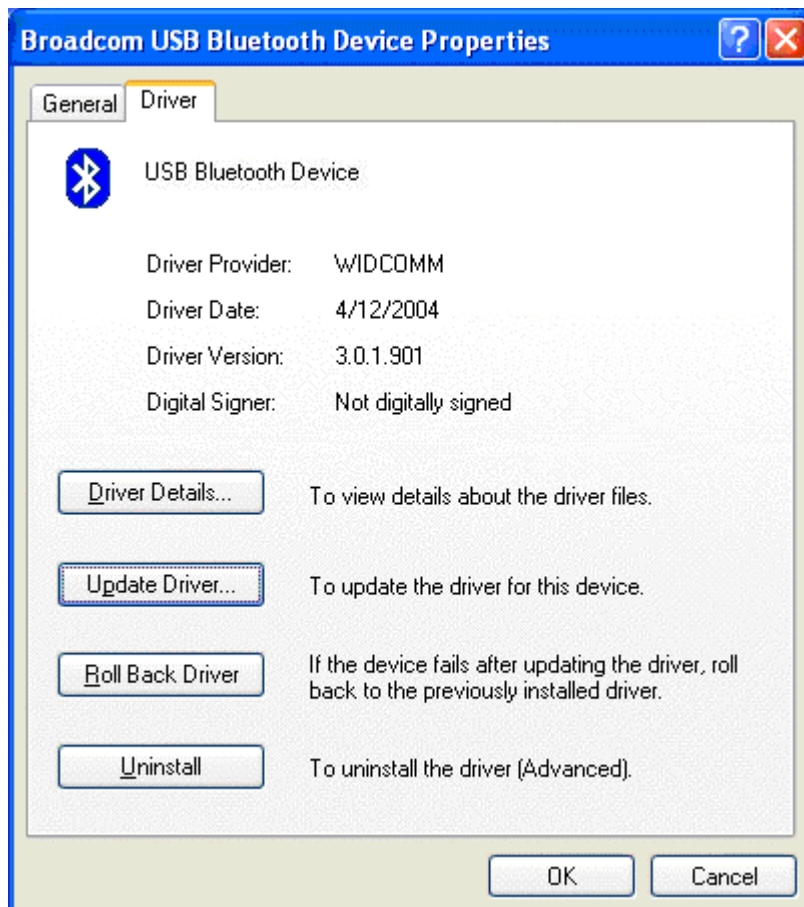 Broadcom USB Bluetooth Device Properties
General Driver
USB Bluetooth Device
Driver Provider: WIDCOMM
Driver Date: 4/12/2004
Driver Version: 3.0.1.901
Digital Signer: Not digitally signed
Driver Details... To view details about the driver files.
Update Driver... To update the driver for this device.
Roll Back Driver If the device fails after updating the driver, roll
back to the previously installed driver.
Uninstall To uninstall the driver (Advanced).
OK Cancel